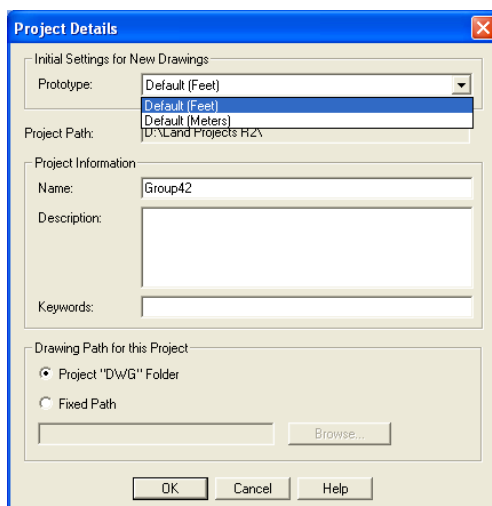 Project Details
Initial Settings for New Drawings
Prototype: Default (Feet)
Default (Feet)
Default (Meters)
Project Path: D:\Land Projects R2\
Project Information
Name: Group42
Description:
Keywords:
Drawing Path for this Project
Project "DWG" Folder
Fixed Path
Browse...
OK Cancel Help